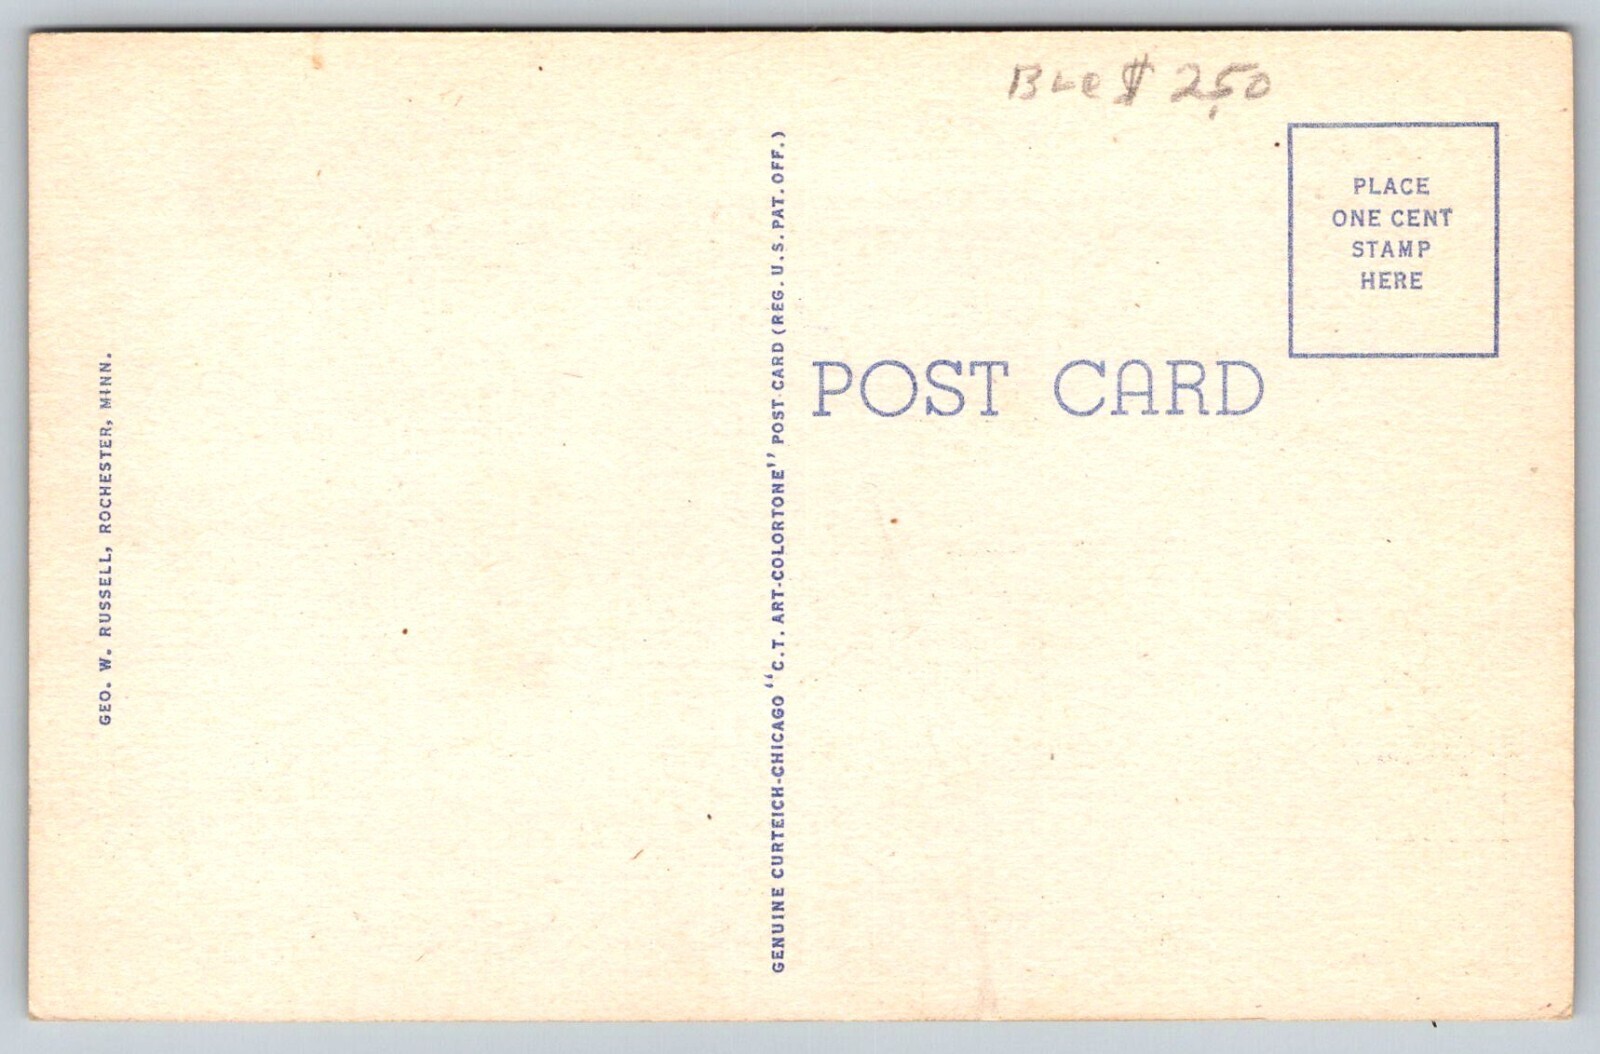 $ 2.50
PLACE
ONE CENT
STAMP
HERE
POST CARD
GENUINE CURTEICH-CHICAGO "C.T. ART-COLORTONE" POST CARD (REG. U.S. PAT. OFF.)
GEO. W. RUSSELL, ROCHESTER, MINN.